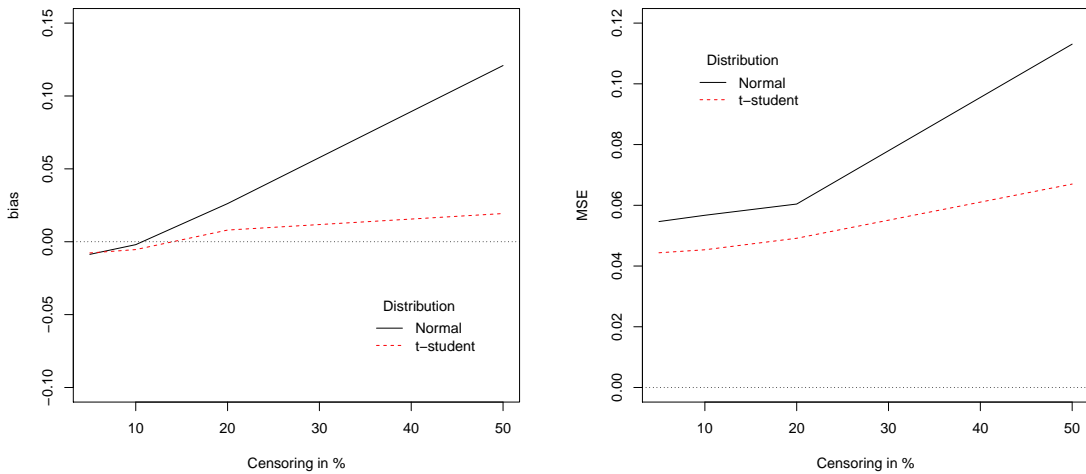 0.15
0.10
0.05
0.00
−0.05
−0.10
bias
10 20 30 40 50
Censoring in %
Distribution
Normal
t−student
0.12
0.10
0.08
0.06
0.04
0.02
0.00
MSE
10 20 30 40 50
Censoring in %
Distribution
Normal
t−student